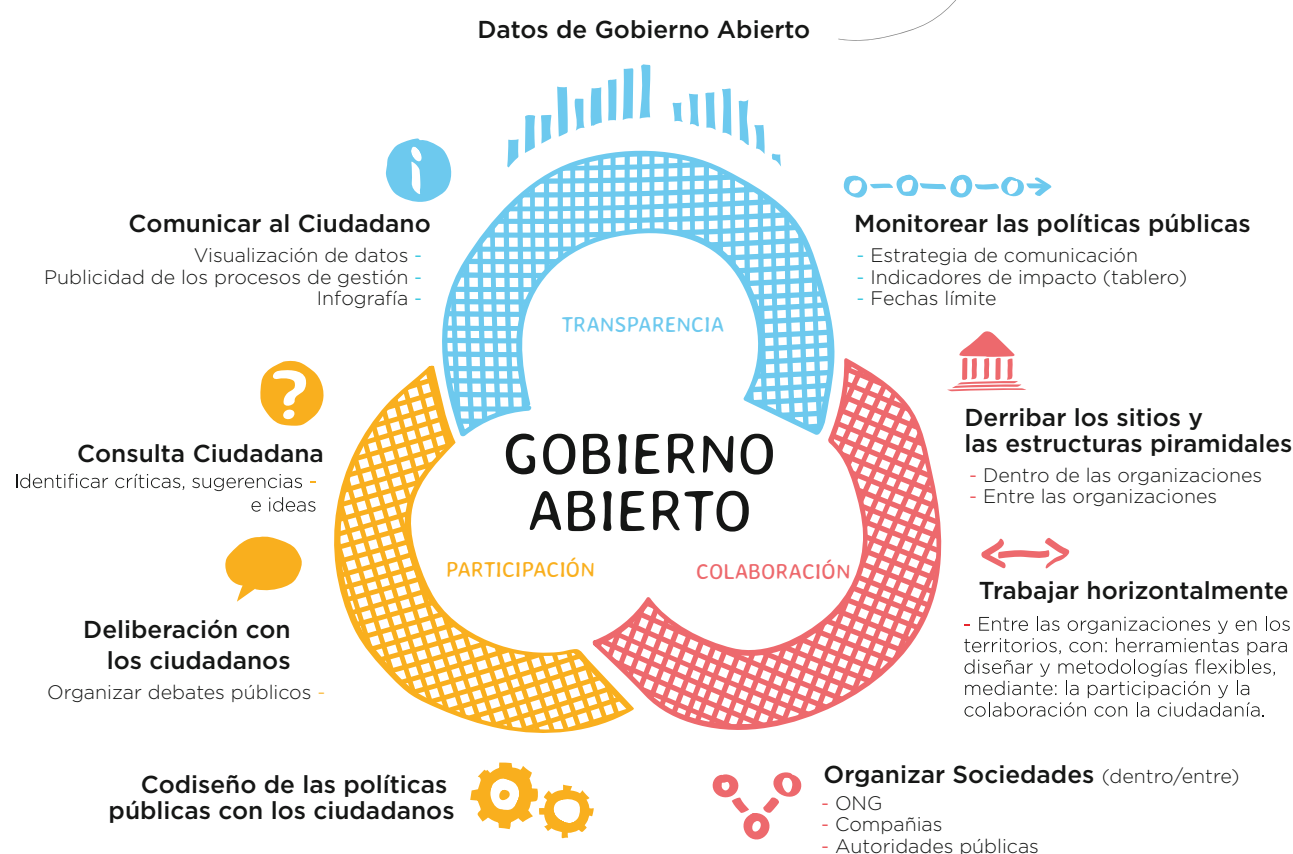 Datos de Gobierno Abierto
Comunicar al Ciudadano
Visualización de datos -
Publicidad de los procesos de gestión -
Infografía -
Monitorear las políticas públicas
- Estrategia de comunicación
- Indicadores de impacto (tablero)
- Fechas límite
TRANSPARENCIA
Consulta Ciudadana
Identificar críticas, sugerencias -
e ideas
Derribar los sitios y
las estructuras piramidales
- Dentro de las organizaciones
- Entre las organizaciones
GOBIERNO
ABIERTO
PARTICIPACIÓN
COLABORACIÓN
Deliberación con
los ciudadanos
Organizar debates públicos -
Trabajar horizontalmente
- Entre las organizaciones y en los
territorios, con: herramientas para
diseñar y metodologías flexibles,
mediante: la participación y la
colaboración con la ciudadanía.
Codiseño de las políticas
públicas con los ciudadanos
Organizar Sociedades (dentro/entre)
- ONG
- Compañias
- Autoridades públicas